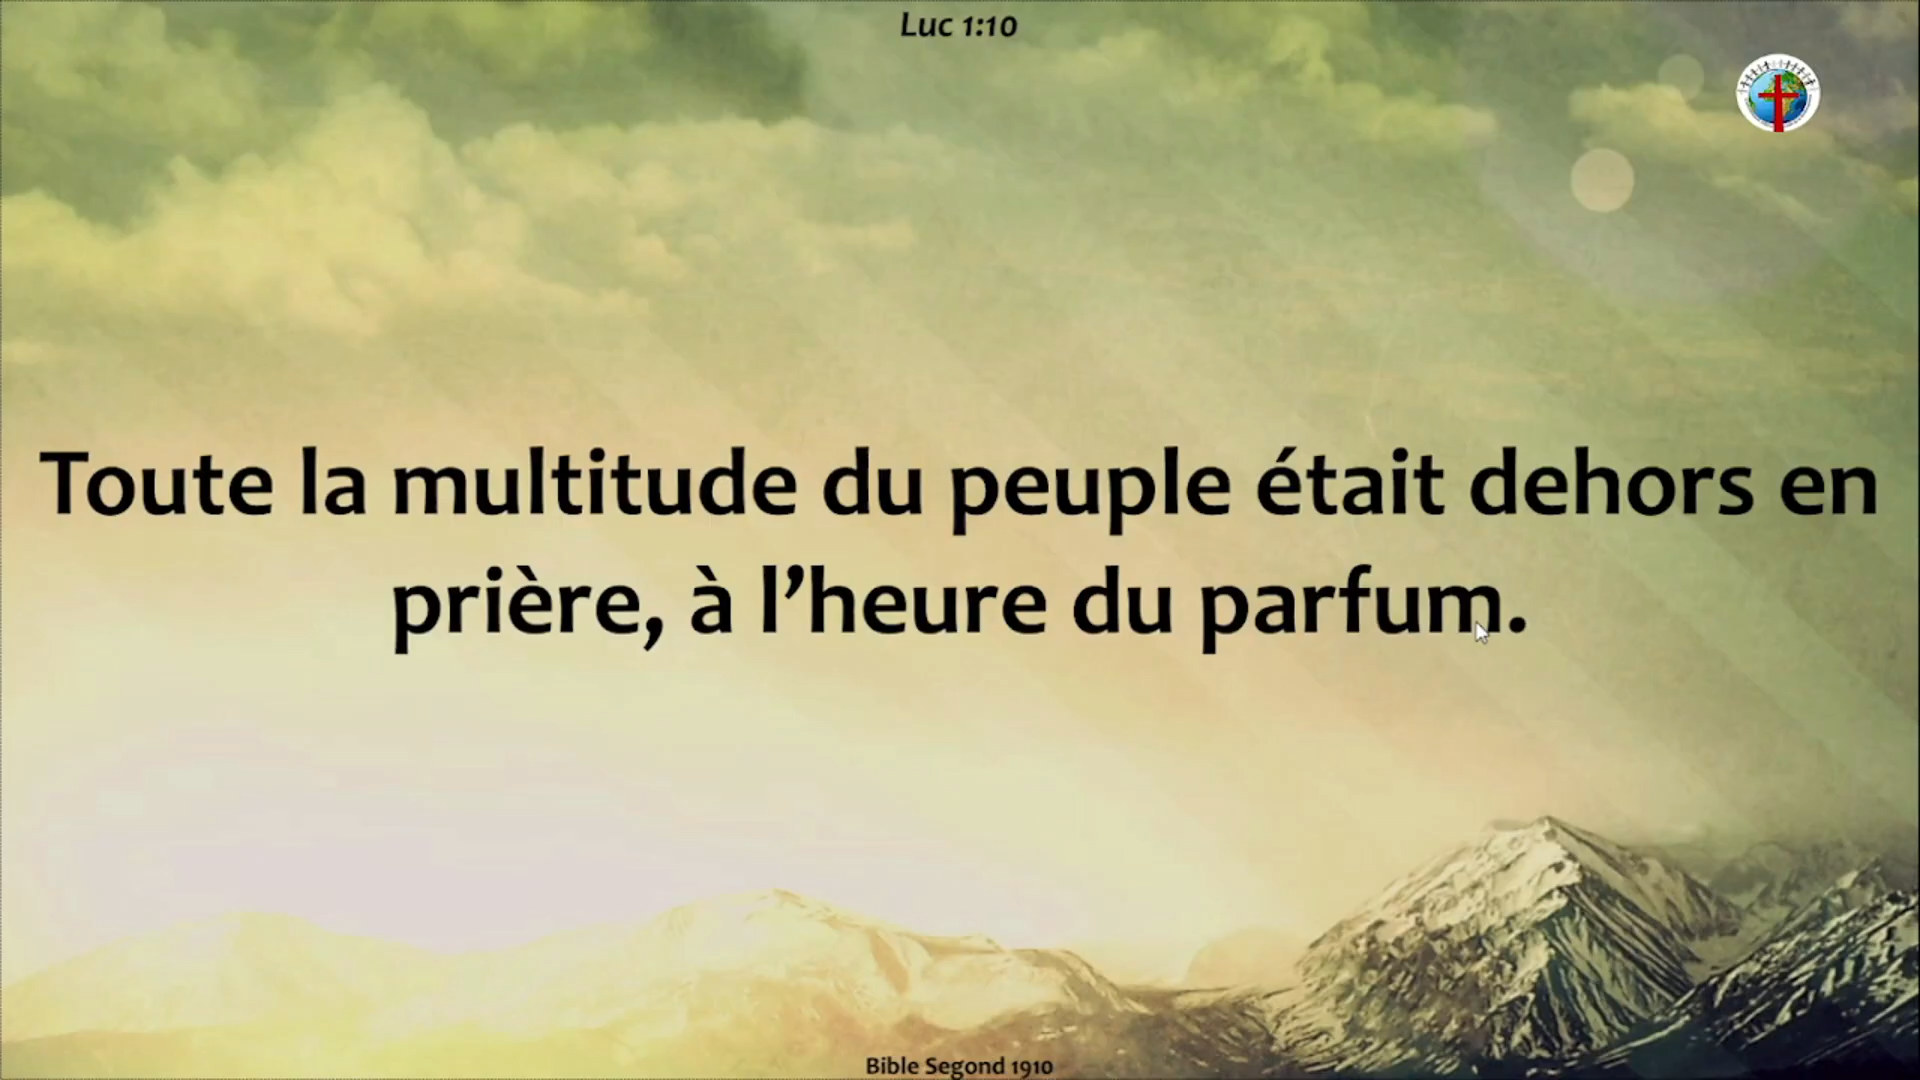 Luc 1:10
Toute la multitude du peuple était dehors en
prière, à l’heure du parfum.
Bible Segond 1910